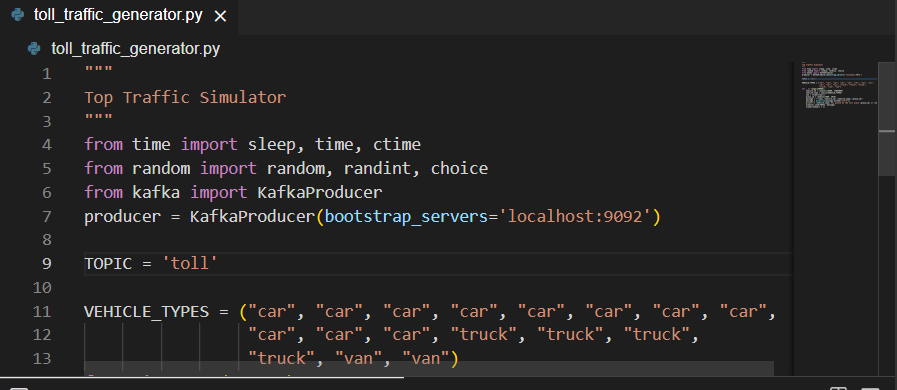 toll_traffic_generator.py
toll_traffic_generator.py
1 """
2 Top Traffic Simulator
3 """
4 from time import sleep, time, ctime
5 from random import random, randint, choice
6 from kafka import KafkaProducer
7 producer = KafkaProducer(bootstrap_servers='localhost:9092')
8
9 TOPIC = 'toll'
10
11 VEHICLE_TYPES = ("car", "car", "car", "car", "car", "car", "car", "car",
12 "car", "car", "car", "truck", "truck", "truck",
13 "truck", "van", "van")